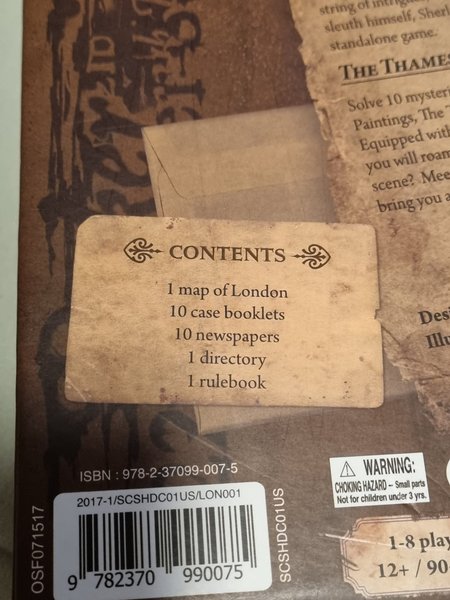 string of intrigu
sleuth himself, Sherl
standalone game.
THE THAMES
Solve 10 mysteri
Paintings, The T
Equipped with
you will roam
scene? Mee
bring you a
CONTENTS
1 map of London
10 case booklets
10 newspapers
1 directory
1 rulebook
Des
Illu
ISBN : 978-2-37099-007-5
2017-1/SCSHDC01US/LON001
9 782370 990075
OSF071517
SCSHDC01US
WARNING:
CHOKING HAZARD – Small parts
Not for children under 3 yrs.
1-8 play
12+ / 90